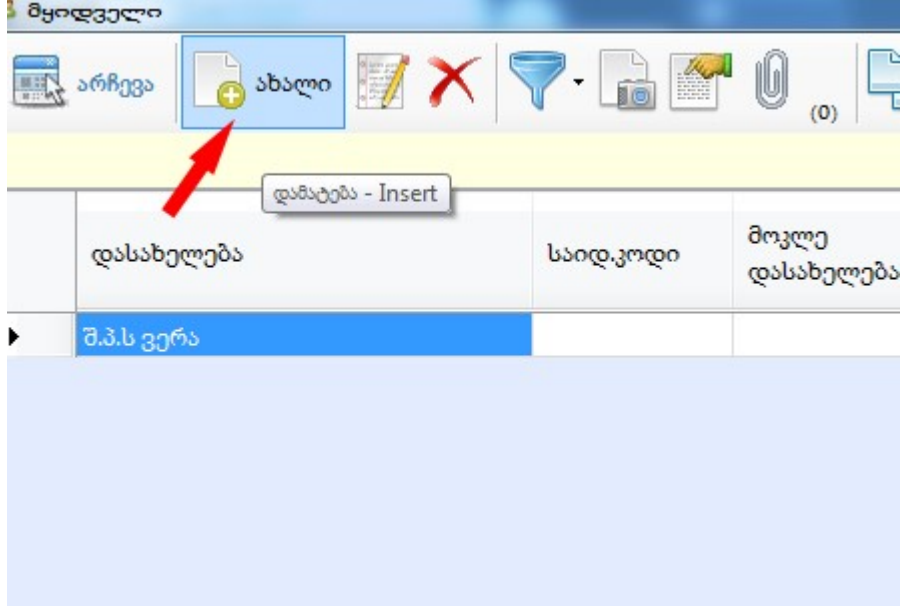 მყიდველი
არჩევა
ახალი
(0)
დამატება - Insert
დასახელება
საიდ.კოდი
მოკლე
დასახელება
შ.პ.ს ვერა